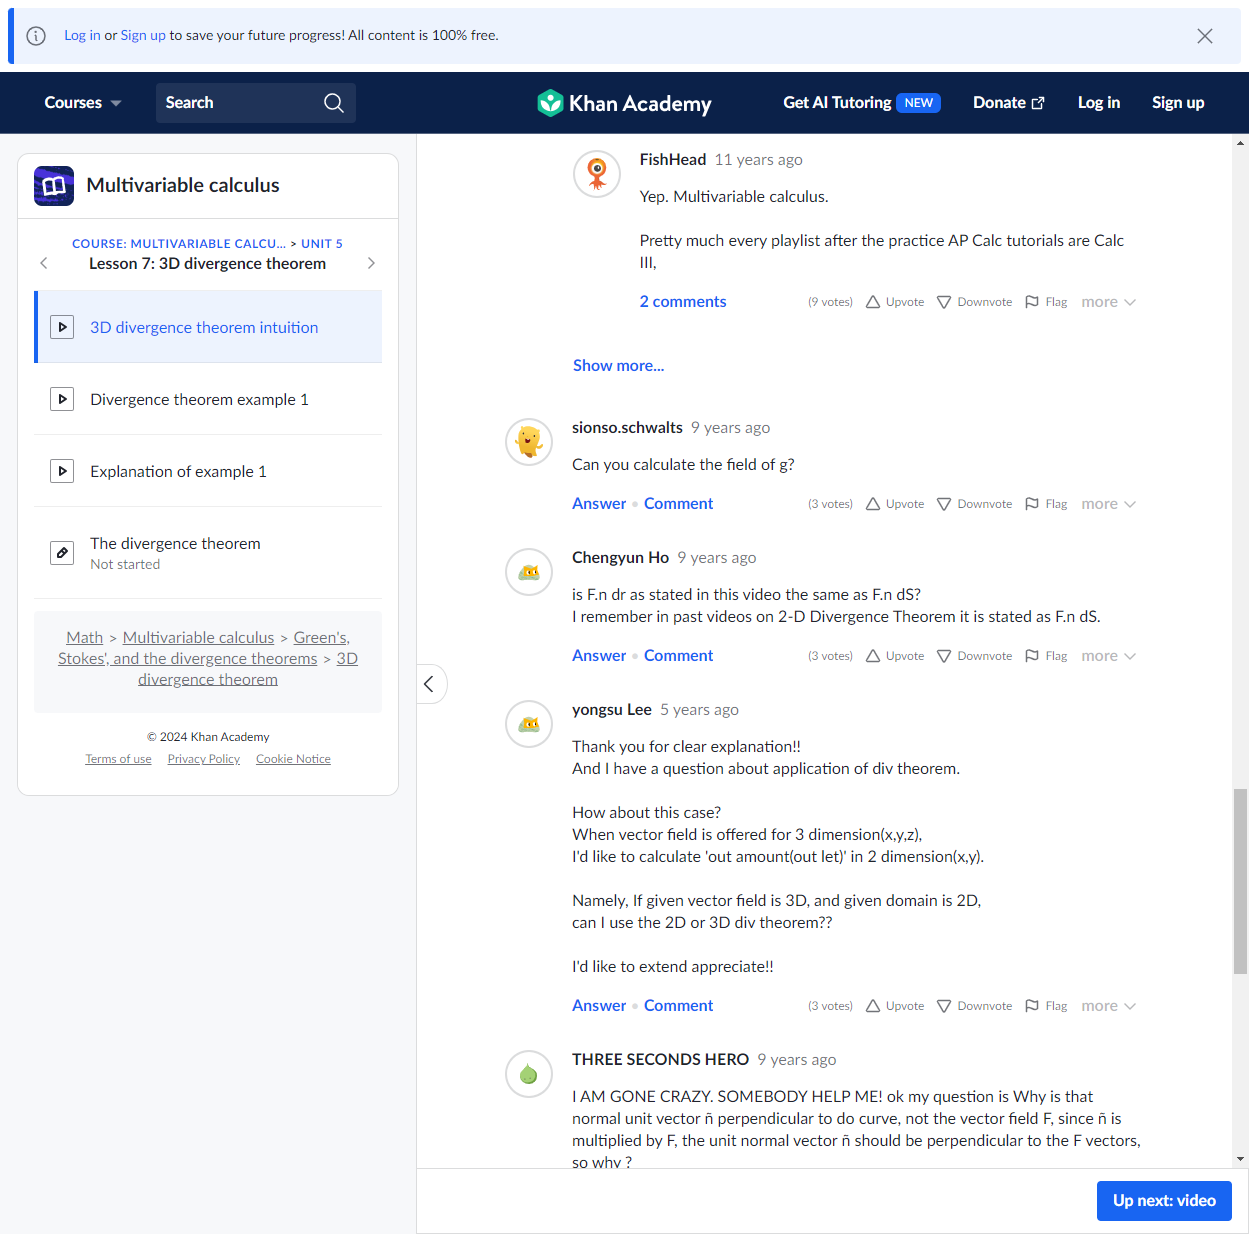 Log in or Sign up to save your future progress! All content is 100% free.
Courses
Search
Khan Academy
Get AI Tutoring NEW
Donate
Log in
Sign up
Multivariable calculus
COURSE: MULTIVARIABLE CALCU... > UNIT 5
Lesson 7: 3D divergence theorem
3D divergence theorem intuition
Divergence theorem example 1
Explanation of example 1
The divergence theorem
Not started
Math > Multivariable calculus > Green's,
Stokes', and the divergence theorems > 3D
divergence theorem
© 2024 Khan Academy
Terms of use Privacy Policy Cookie Notice
FishHead 11 years ago
Yep. Multivariable calculus.
Pretty much every playlist after the practice AP Calc tutorials are Calc
III,
2 comments (9 votes) Upvote Downvote Flag more
Show more...
sionso.schwalts 9 years ago
Can you calculate the field of g?
Answer • Comment (3 votes) Upvote Downvote Flag more
Chengyun Ho 9 years ago
is F.n dr as stated in this video the same as F.n dS?
I remember in past videos on 2-D Divergence Theorem it is stated as F.n dS.
Answer • Comment (3 votes) Upvote Downvote Flag more
yongsu Lee 5 years ago
Thank you for clear explanation!!
And I have a question about application of div theorem.
How about this case?
When vector field is offered for 3 dimension(x,y,z),
I'd like to calculate 'out amount(out let)' in 2 dimension(x,y).
Namely, If given vector field is 3D, and given domain is 2D,
can I use the 2D or 3D div theorem??
I'd like to extend appreciate!!
Answer • Comment (3 votes) Upvote Downvote Flag more
THREE SECONDS HERO 9 years ago
I AM GONE CRAZY. SOMEBODY HELP ME! ok my question is Why is that
normal unit vector ñ perpendicular to do curve, not the vector field F, since ñ is
multiplied by F, the unit normal vector ñ should be perpendicular to the F vectors,
so why ?
Up next: video